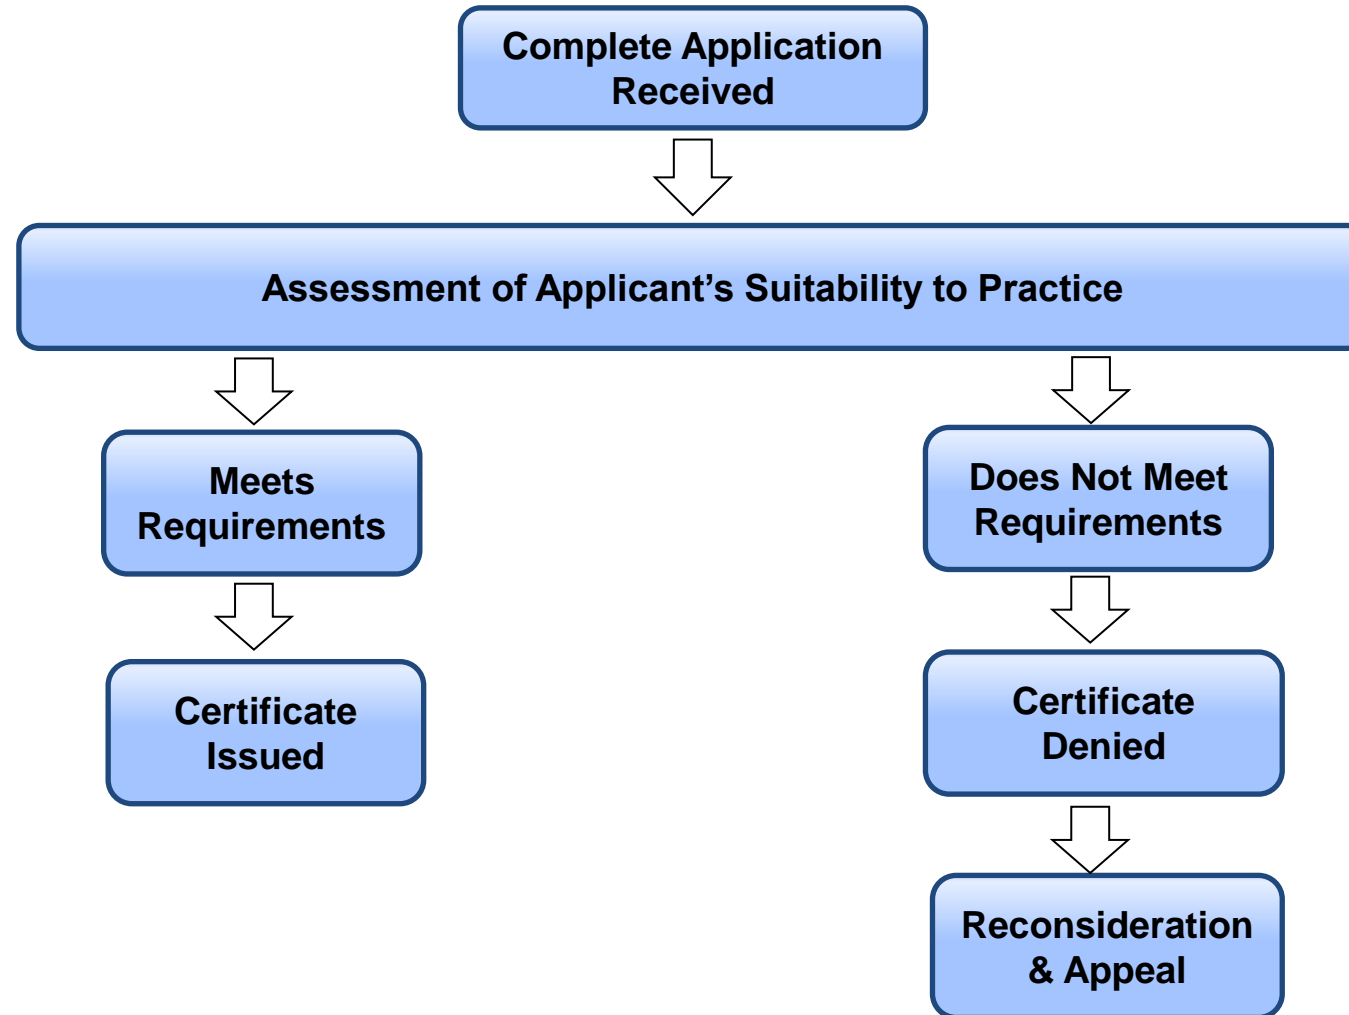 Complete Application
Received
Assessment of Applicant’s Suitability to Practice
Meets
Requirements
Does Not Meet
Requirements
Certificate
Issued
Certificate
Denied
Reconsideration
& Appeal